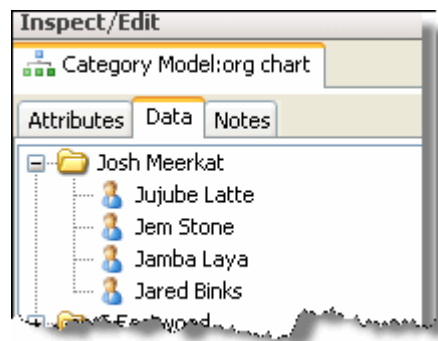 Inspect/Edit
Category Model:org chart
Attributes Data Notes
Josh Meerkat
Jujube Latte
Jem Stone
Jamba Laya
Jared Binks
Eastwood